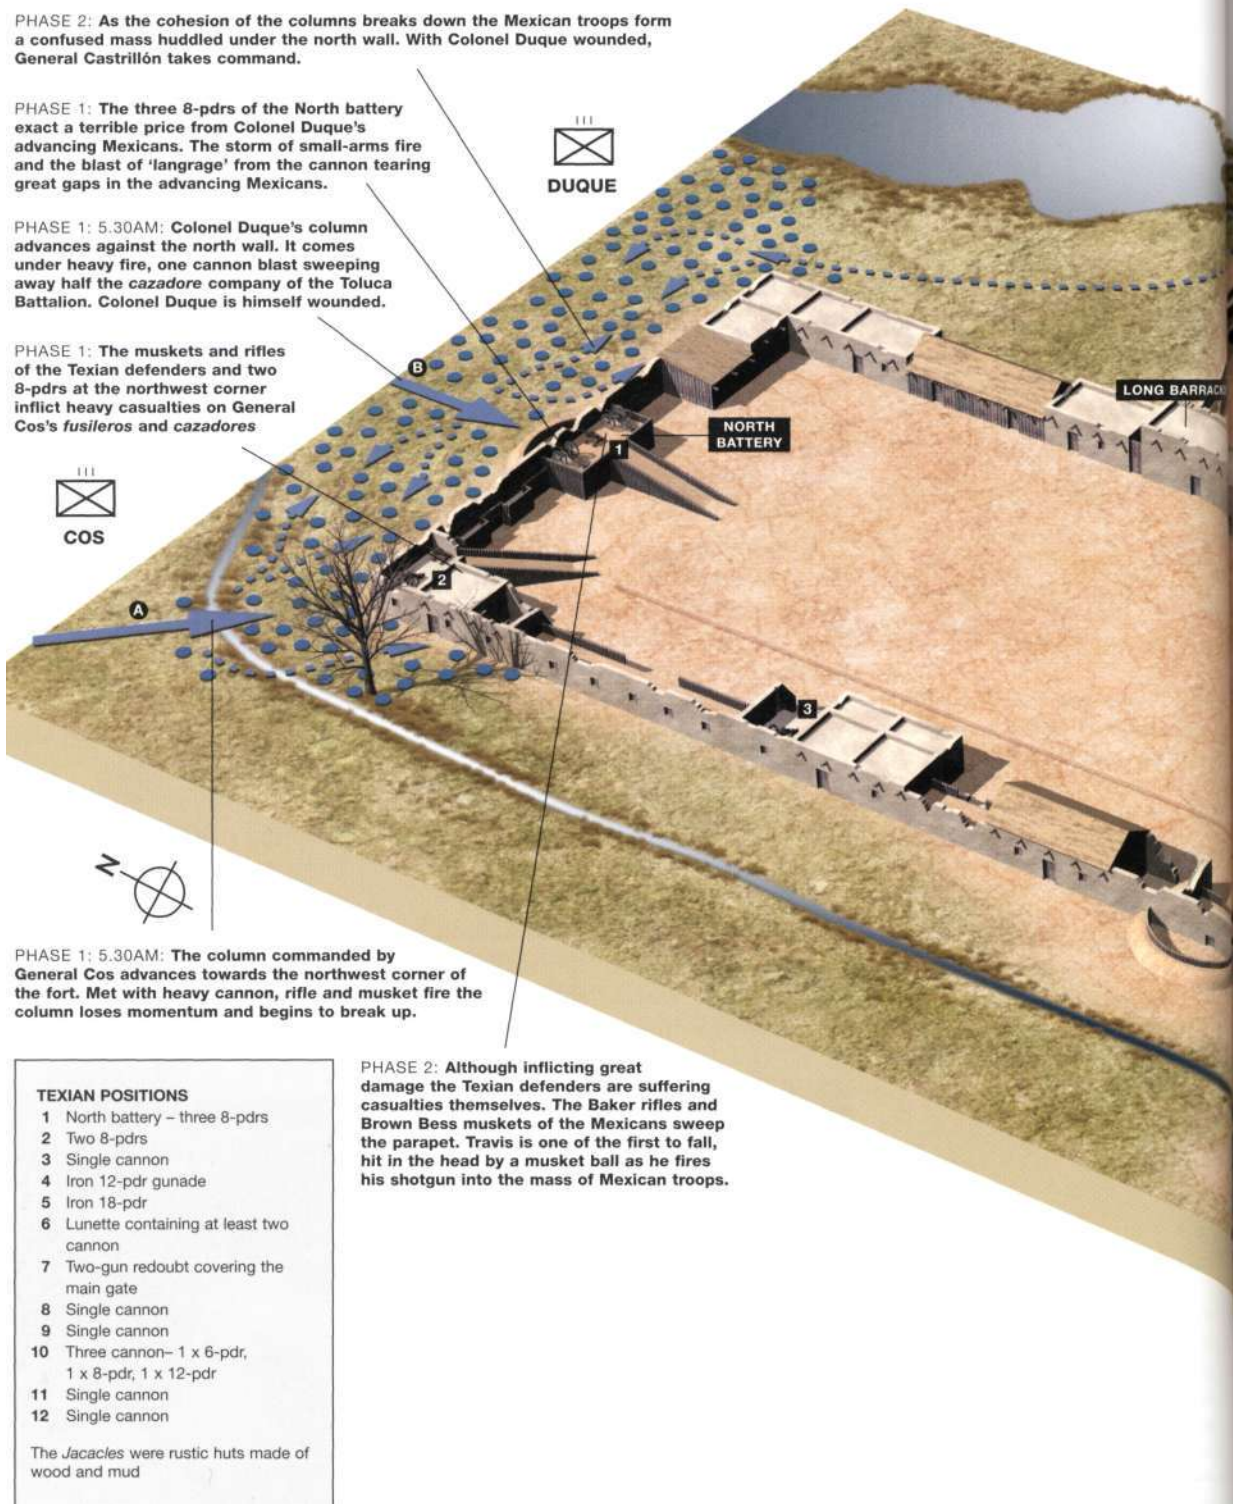 PHASE 2: As the cohesion of the columns breaks down the Mexican troops form
a confused mass huddled under the north wall. With Colonel Duque wounded,
General Castrillón takes command.
PHASE 1: The three 8-pdrs of the North battery
exact a terrible price from Colonel Duque's
advancing Mexicans. The storm of small-arms fire
and the blast of 'langrage' from the cannon tearing
great gaps in the advancing Mexicans.
DUQUE
PHASE 1: 5.30AM: Colonel Duque's column
advances against the north wall. It comes
under heavy fire, one cannon blast sweeping
away half the cazadore company of the Toluca
Battalion. Colonel Duque is himself wounded.
PHASE 1: The muskets and rifles
of the Texian defenders and two
8-pdrs at the northwest corner
inflict heavy casualties on General
Cos's fusileros and cazadores
B
LONG BARRACK
NORTH
BATTERY
1
COS
2
A
3
N
PHASE 1: 5.30AM: The column commanded by
General Cos advances towards the northwest corner of
the fort. Met with heavy cannon, rifle and musket fire the
column loses momentum and begins to break up.
PHASE 2: Although inflicting great
damage the Texian defenders are suffering
casualties themselves. The Baker rifles and
Brown Bess muskets of the Mexicans sweep
the parapet. Travis is one of the first to fall,
hit in the head by a musket ball as he fires
his shotgun into the mass of Mexican troops.
TEXIAN POSITIONS
1 North battery – three 8-pdrs
2 Two 8-pdrs
3 Single cannon
4 Iron 12-pdr gunade
5 Iron 18-pdr
6 Lunette containing at least two
cannon
7 Two-gun redoubt covering the
main gate
8 Single cannon
9 Single cannon
10 Three cannon– 1 x 6-pdr,
1 x 8-pdr, 1 x 12-pdr
11 Single cannon
12 Single cannon
The Jacacles were rustic huts made of
wood and mud